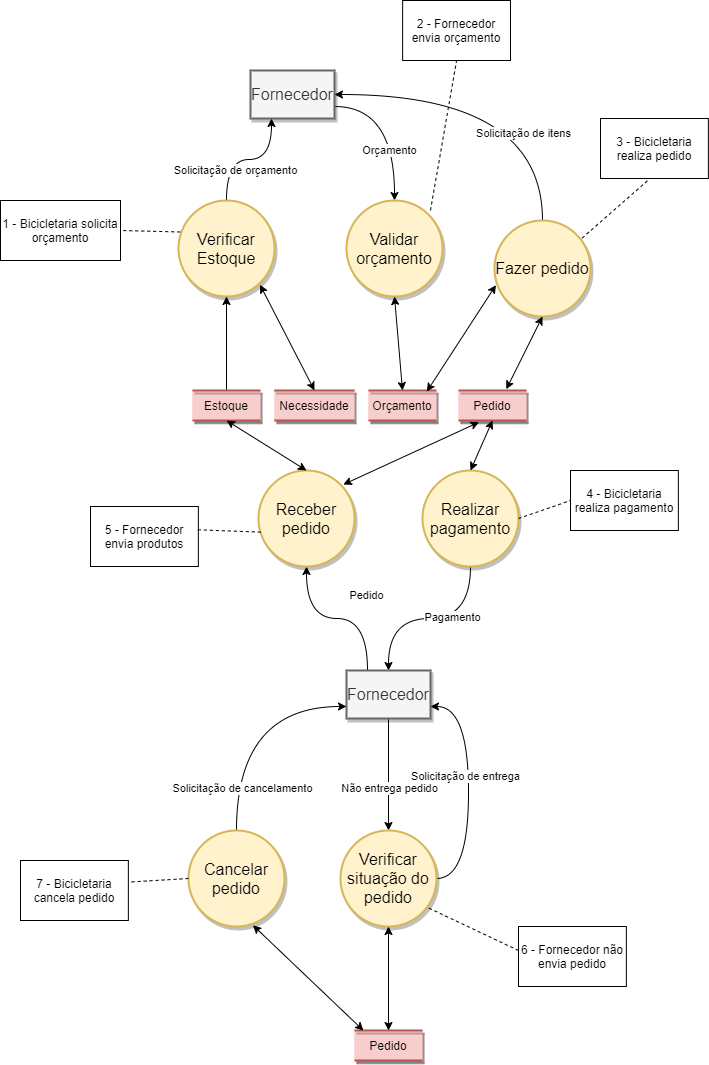 2 - Fornecedor
envia orçamento
Fornecedor
Solicitação de itens
3 - Bicicletaria
realiza pedido
Orçamento
Solicitação de orçamento
1 - Bicicletaria solicita
orçamento
Verificar
Estoque
Validar
orçamento
Fazer pedido
Estoque
Necessidade
Orçamento
Pedido
Receber
pedido
Realizar
pagamento
4 - Bicicletaria
realiza pagamento
5 - Fornecedor
envia produtos
Pedido
Pagamento
Fornecedor
Solicitação de cancelamento
Não entrega pedido
Solicitação de entrega
Cancelar
pedido
Verificar
situação do
pedido
7 - Bicicletaria
cancela pedido
6 - Fornecedor não
envia pedido
Pedido